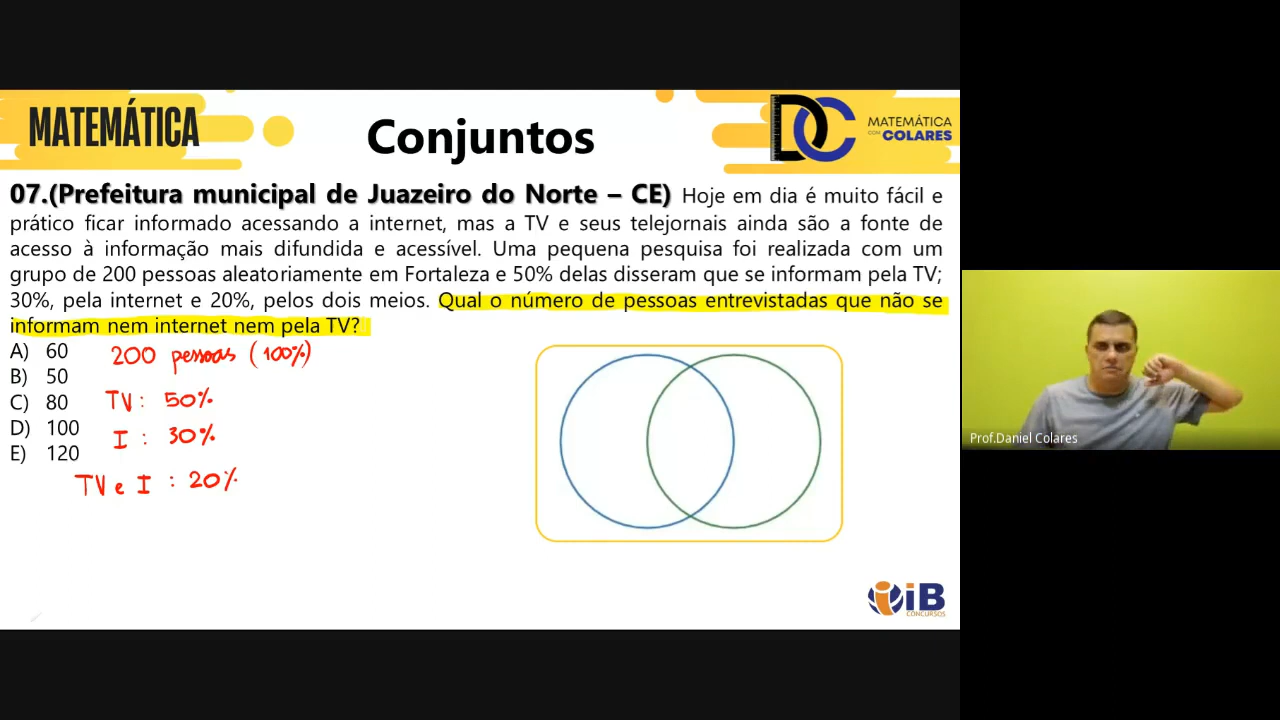 MATEMÁTICA
Conjuntos
DC
MATEMÁTICA
COM COLARES
07.(Prefeitura municipal de Juazeiro do Norte – CE) Hoje em dia é muito fácil e
prático ficar informado acessando a internet, mas a TV e seus telejornais ainda são a fonte de
acesso à informação mais difundida e acessível. Uma pequena pesquisa foi realizada com um
grupo de 200 pessoas aleatoriamente em Fortaleza e 50% delas disseram que se informam pela TV;
30%, pela internet e 20%, pelos dois meios. Qual o número de pessoas entrevistadas que não se
informam nem internet nem pela TV?
A) 60
B) 50
C) 80
D) 100
E) 120
200 pessoas (100%)
TV: 50%
I : 30%
TV e I : 20%
iB
CONCURSOS
Prof.Daniel Colares